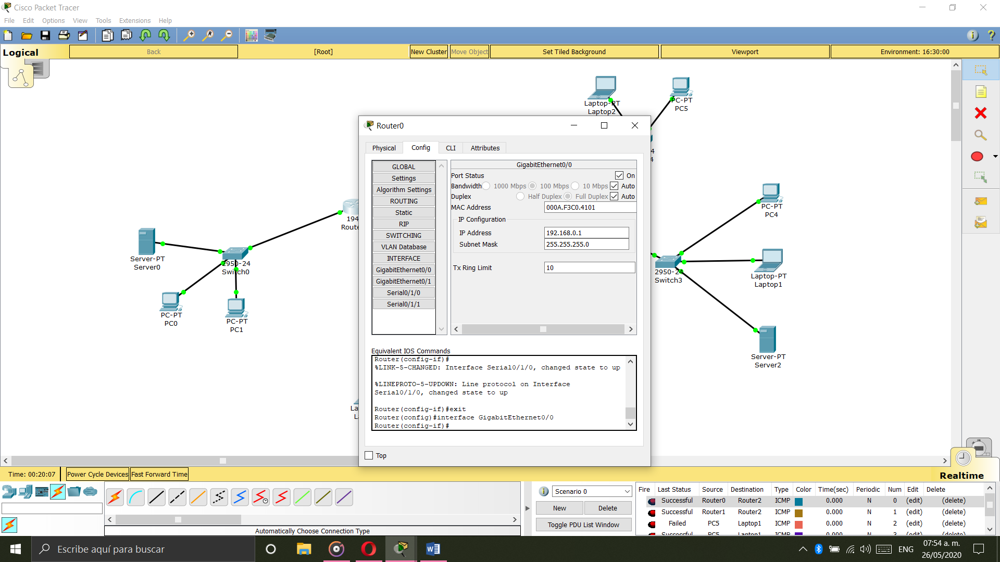 Cisco Packet Tracer
File Edit Options View Tools Extensions Help
Logical Back [Root] New Cluster Move Object Set Tiled Background Viewport Environment: 16:30:00
Laptop-PT
Laptop2
PC-PT
PC5
Router0
Physical Config CLI Attributes
GLOBAL
Settings
Algorithm Settings
ROUTING
Static
RIP
SWITCHING
VLAN Database
INTERFACE
GigabitEthernet0/0
GigabitEthernet0/1
Serial0/1/0
Serial0/1/1
GigabitEthernet0/0
Port Status On
Bandwidth 1000 Mbps 100 Mbps 10 Mbps Auto
Duplex Half Duplex Full Duplex Auto
MAC Address 000A.F3C0.4101
IP Configuration
IP Address 192.168.0.1
Subnet Mask 255.255.255.0
Tx Ring Limit 10
Equivalent IOS Commands
Router(config-if)#
%LINK-5-CHANGED: Interface Serial0/1/0, changed state to up
%LINEPROTO-5-UPDOWN: Line protocol on Interface
Serial0/1/0, changed state to up
Router(config-if)#exit
Router(config)#interface GigabitEthernet0/0
Router(config-if)#
Top
194
Route
Server-PT
Server0
2950-24
Switch0
PC-PT
PC0
PC-PT
PC1
La
L
4
4
PC-PT
PC4
2950-24
Switch3
Laptop-PT
Laptop1
Server-PT
Server2
Time: 00:20:07 Power Cycle Devices Fast Forward Time
Realtime
Automatically Choose Connection Type
Scenario 0
New Delete
Toggle PDU List Window
Fire Last Status Source Destination Type Color Time(sec) Periodic Num Edit Delete
Successful Router0 Router2 ICMP 0.000 N 0 (edit) (delete)
Successful Router1 Router2 ICMP 0.000 N 1 (edit) (delete)
Failed PC5 Laptop1 ICMP 0.000 N 2 (edit) (delete)
Successful PC5 Laptop1 ICMP 0.000 N 3 (edit) (delete)
Escribe aquí para buscar
ENG
07:54 a. m.
26/05/2020